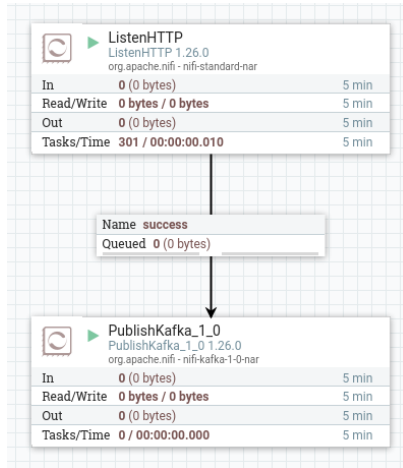 ListenHTTP
ListenHTTP 1.26.0
org.apache.nifi - nifi-standard-nar
In 0 (0 bytes) 5 min
Read/Write 0 bytes / 0 bytes 5 min
Out 0 (0 bytes) 5 min
Tasks/Time 301 / 00:00:00.010 5 min
Name success
Queued 0 (0 bytes)
PublishKafka_1_0
PublishKafka_1_0 1.26.0
org.apache.nifi - nifi-kafka-1-0-nar
In 0 (0 bytes) 5 min
Read/Write 0 bytes / 0 bytes 5 min
Out 0 (0 bytes) 5 min
Tasks/Time 0 / 00:00:00.000 5 min